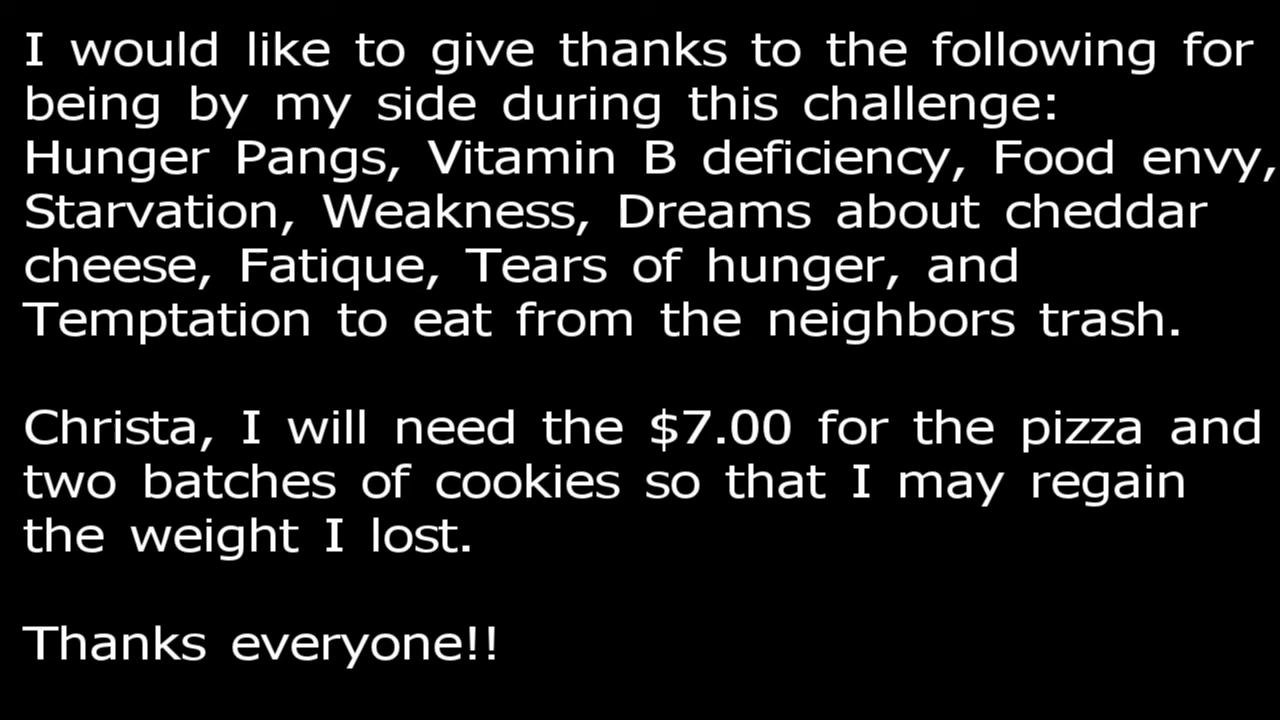 I would like to give thanks to the following for
being by my side during this challenge:
Hunger Pangs, Vitamin B deficiency, Food envy,
Starvation, Weakness, Dreams about cheddar
cheese, Fatique, Tears of hunger, and
Temptation to eat from the neighbors trash.
Christa, I will need the $7.00 for the pizza and
two batches of cookies so that I may regain
the weight I lost.
Thanks everyone!!